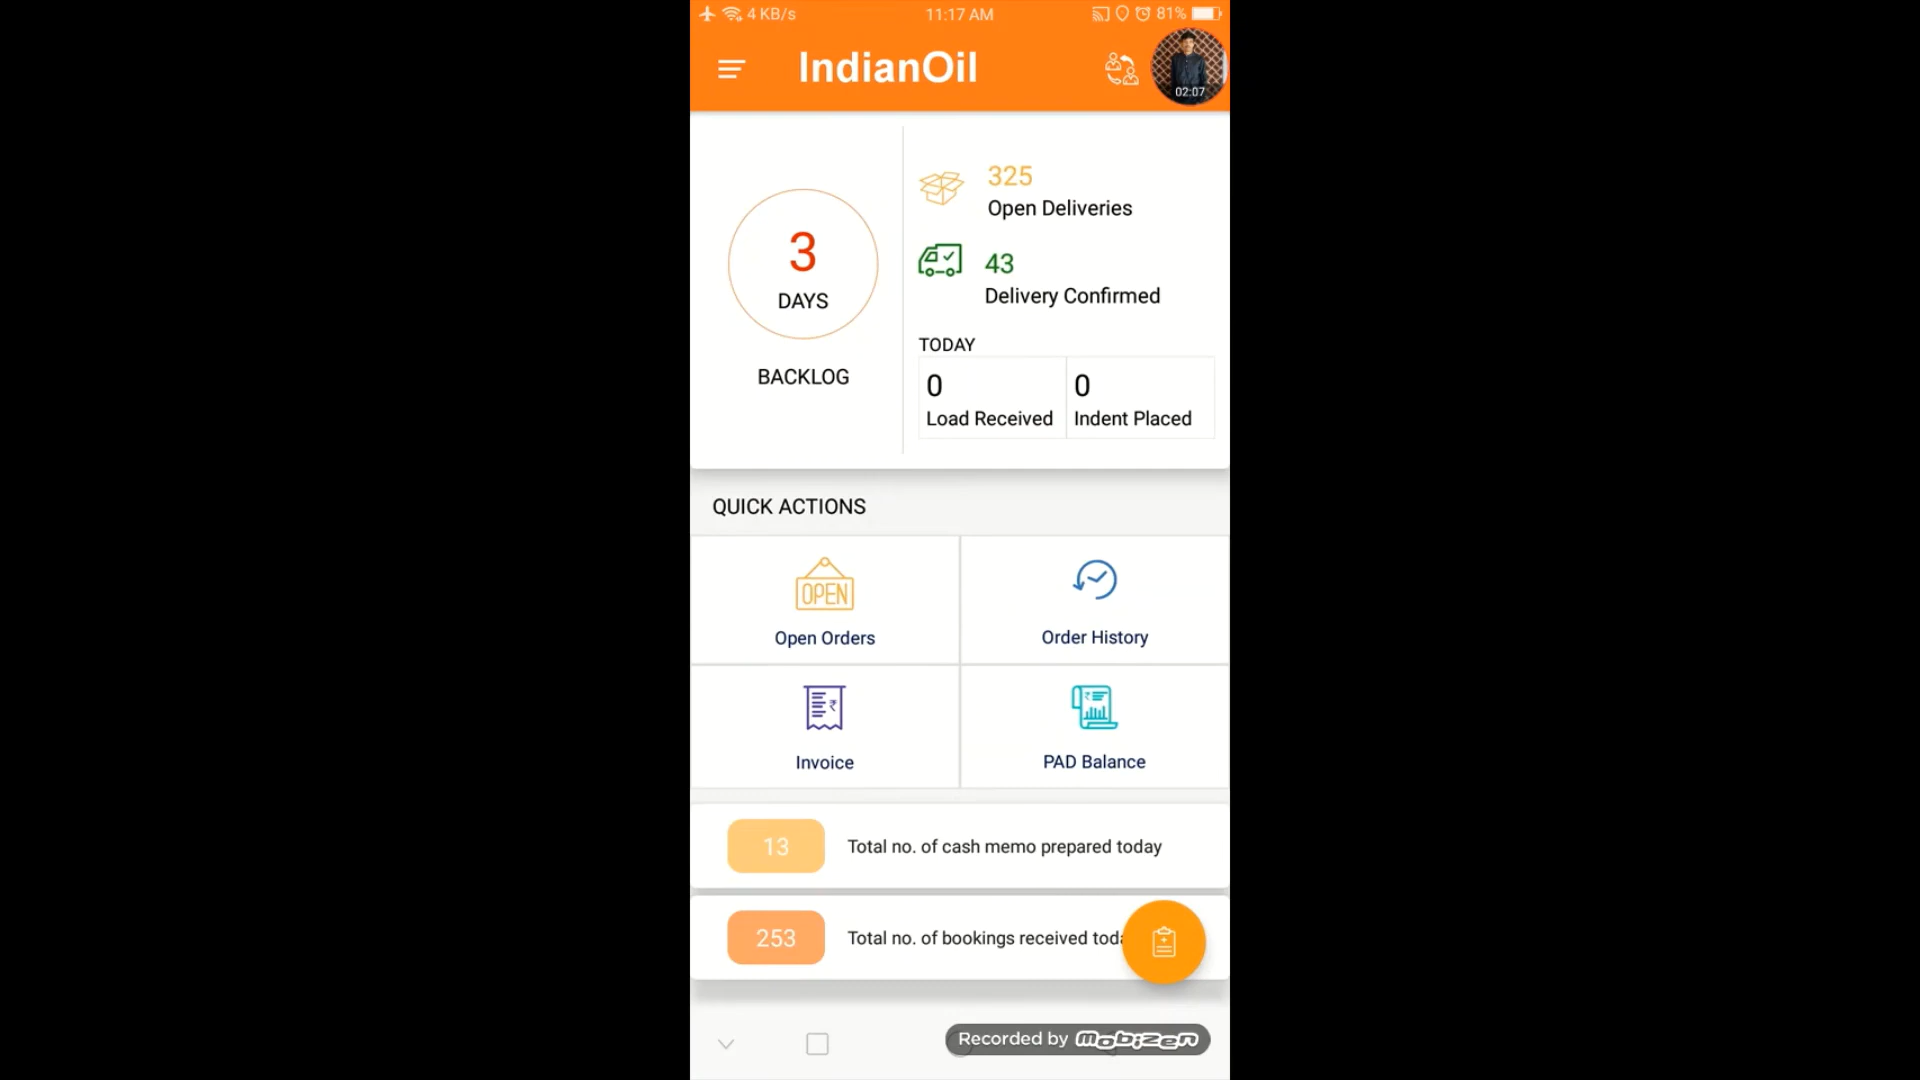 4 KB/s 11:17 AM 81%
IndianOil
02:07
325
Open Deliveries
3
DAYS
BACKLOG
43
Delivery Confirmed
TODAY
0 0
Load Received Indent Placed
QUICK ACTIONS
OPEN
Open Orders Order History
Invoice PAD Balance
13 Total no. of cash memo prepared today
253 Total no. of bookings received
Recorded by mobizen